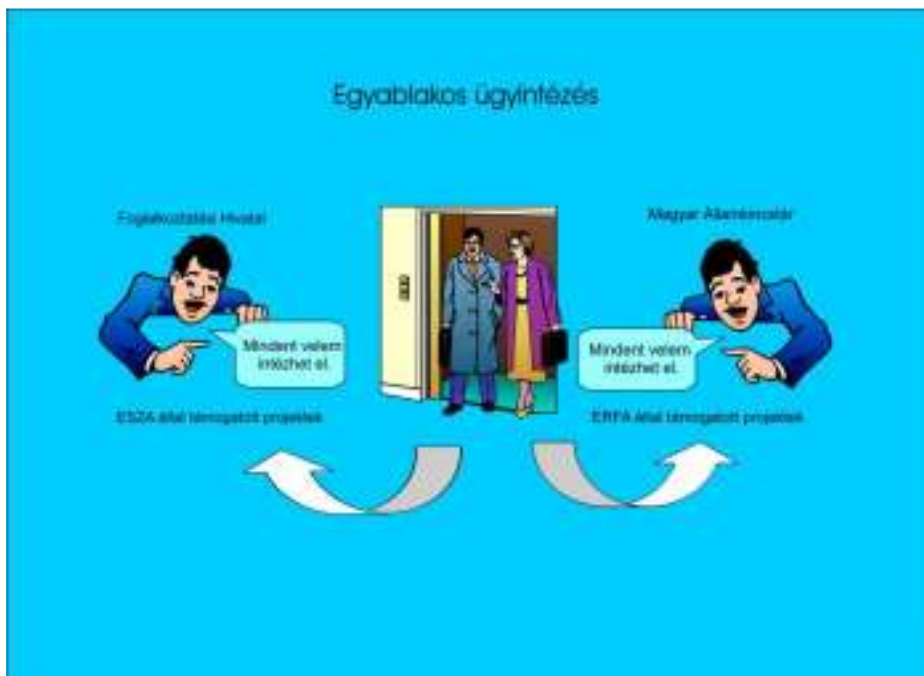 Egyablakos ügyintézés
Foglalkoztatási Hivatal
Magyar Államkincstár
Mindent velem
intézhet el.
Mindent velem
intézhet el.
ESZA által támogatott projektek
ERFA által támogatott projektek